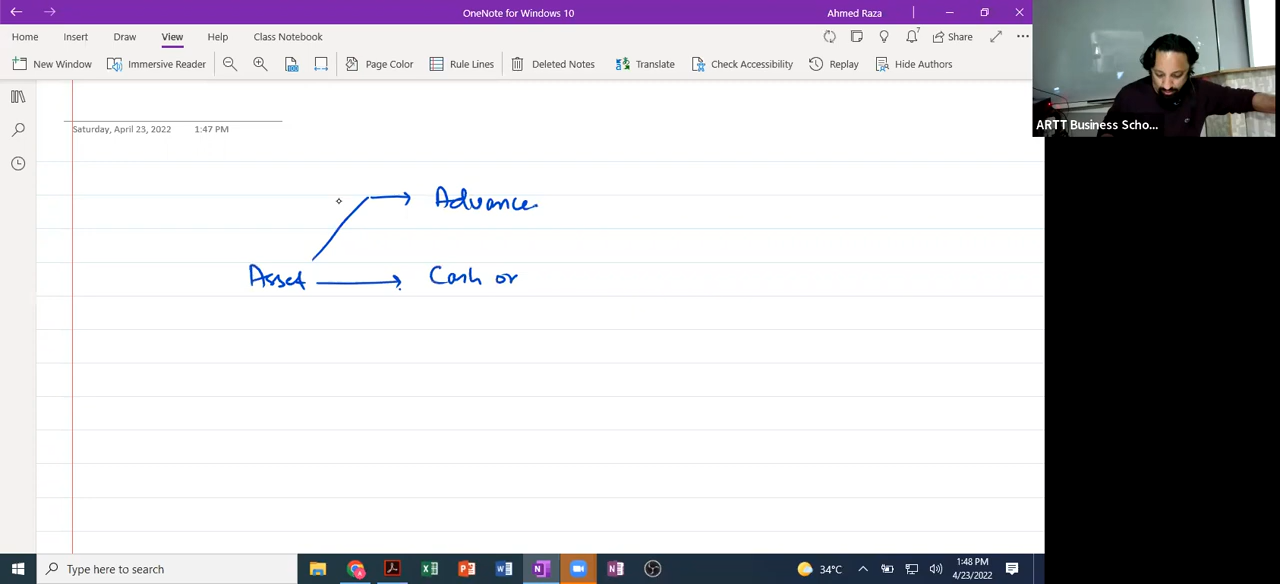 OneNote for Windows 10
Ahmed Raza
Home Insert Draw View Help Class Notebook
7
Share
New Window Immersive Reader Page Color Rule Lines Deleted Notes Translate Check Accessibility Replay Hide Authors
ARTT Business Scho...
Saturday, April 23, 2022 1:47 PM
Advance
Asset Cash or
Type here to search
34°C
1:48 PM
4/23/2022